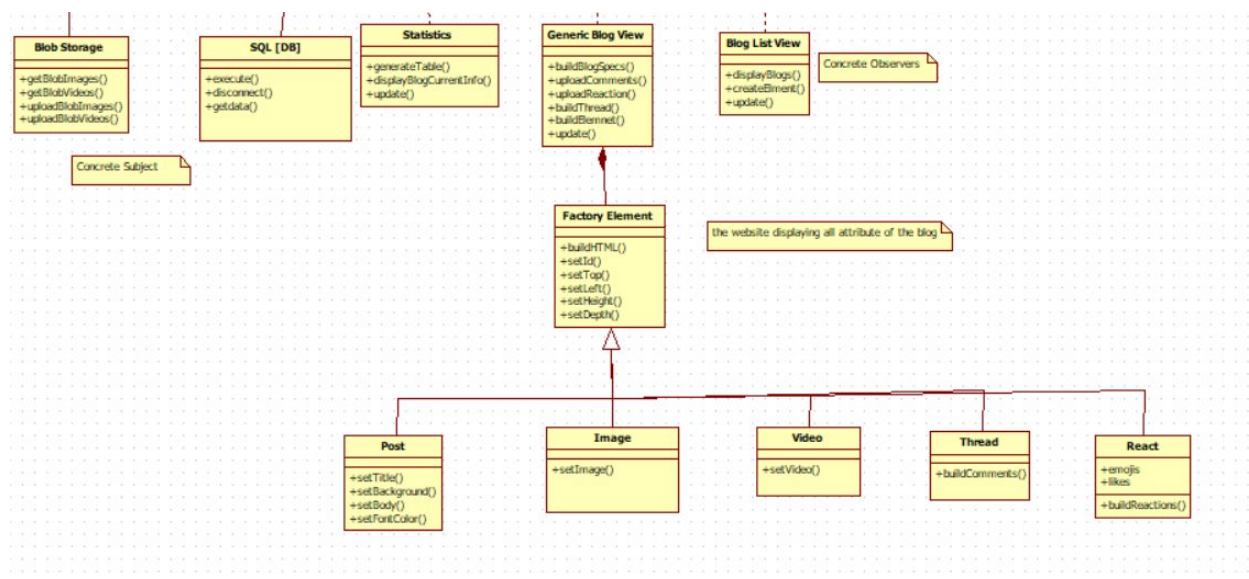 Blob Storage
+getBlobImages()
+getBlobVideos()
+uploadBlobImages()
+uploadBlobVideos()
SQL [DB]
+execute()
+disconnect()
+getdata()
Statistics
+generateTable()
+displayBlogCurrentInfo()
+update()
Generic Blog View
+buildBlogSpecs()
+uploadComments()
+uploadReaction()
+buildThread()
+buildElemnet()
+update()
Blog List View
+displayBlogs()
+createElment()
+update()
Concrete Observers
Concrete Subject
Factory Element
+buildHTML()
+setId()
+setTop()
+setLeft()
+setHeight()
+setDepth()
the website displaying all attribute of the blog
Post
+setTitle()
+setBackground()
+setBody()
+setFontColor()
Image
+setImage()
Video
+setVideo()
Thread
+buildComments()
React
+emojis
+likes
+buildReactions()